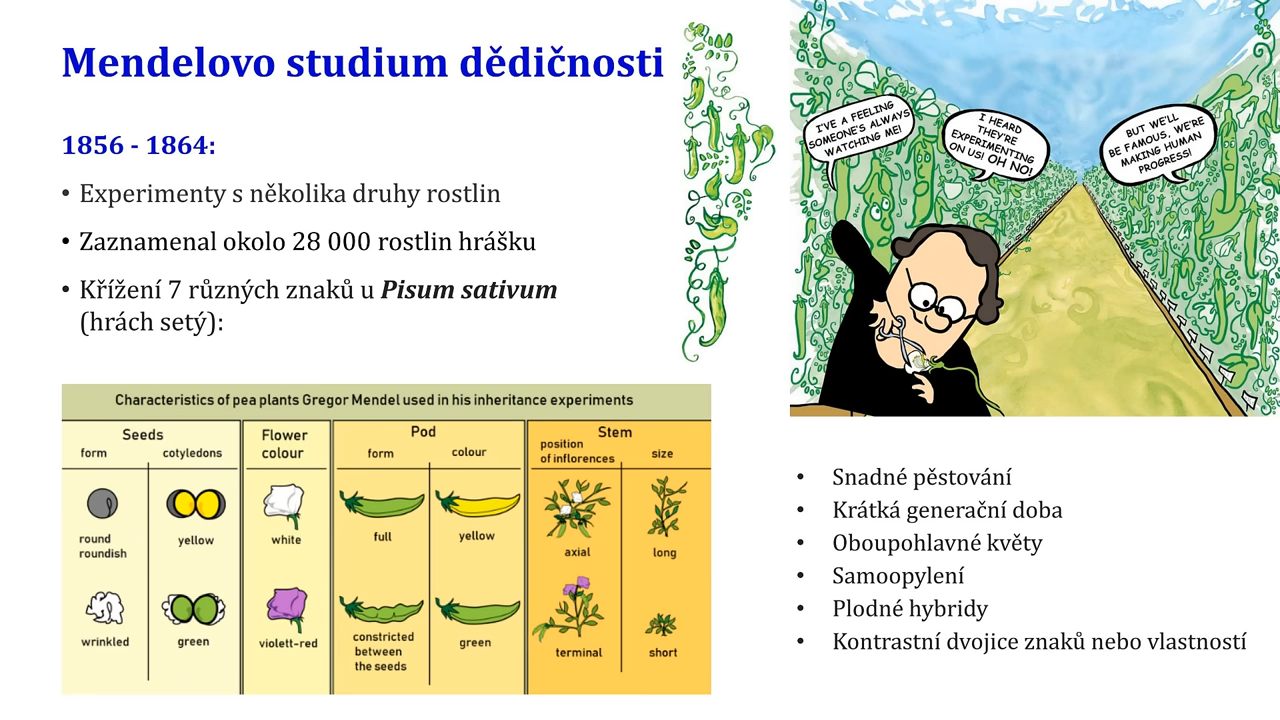 Mendelovo studium dědičnosti
1856 - 1864:
• Experimenty s několika druhy rostlin
• Zaznamenal okolo 28 000 rostlin hrášku
• Křížení 7 různých znaků u Pisum sativum
(hrách setý):
Characteristics of pea plants Gregor Mendel used in his inheritance experiments
Seeds
form
cotyledons
round
roundish
yellow
wrinkled
green
Flower
colour
white
violett-red
Pod
form
colour
full
yellow
constricted
between
the seeds
green
Stem
position
of inflorences
size
axial
long
terminal
short
I'VE A FEELING
SOMEONE'S ALWAYS
WATCHING ME!
I HEARD
THEY'RE
EXPERIMENTING
ON US! OH NO!
BUT WE'LL
BE FAMOUS, WE'RE
MAKING HUMAN
PROGRESS!
• Snadné pěstování
• Krátká generační doba
• Oboupohlavné květy
• Samoopylení
• Plodné hybridy
• Kontrastní dvojice znaků nebo vlastností